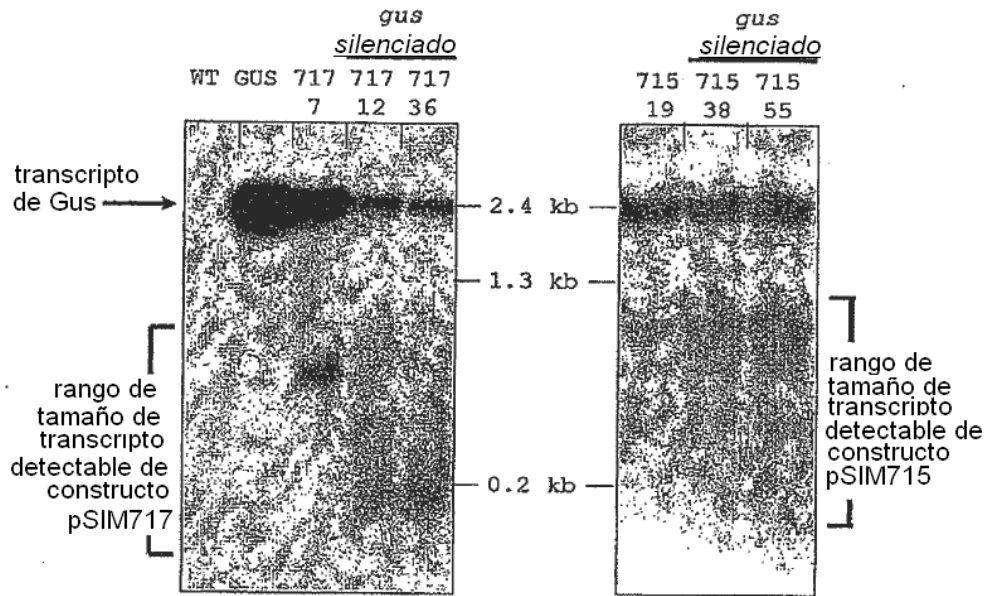 gus
silenciado
WT GUS 717 717 717
7 12 36
gus
silenciado
715 715 715
19 38 55
transcripto
de Gus
2.4 kb
1.3 kb
0.2 kb
rango de
tamaño de
transcripto
detectable de
constructo
pSIM717
rango de
tamaño de
transcripto
detectable de
constructo
pSIM715